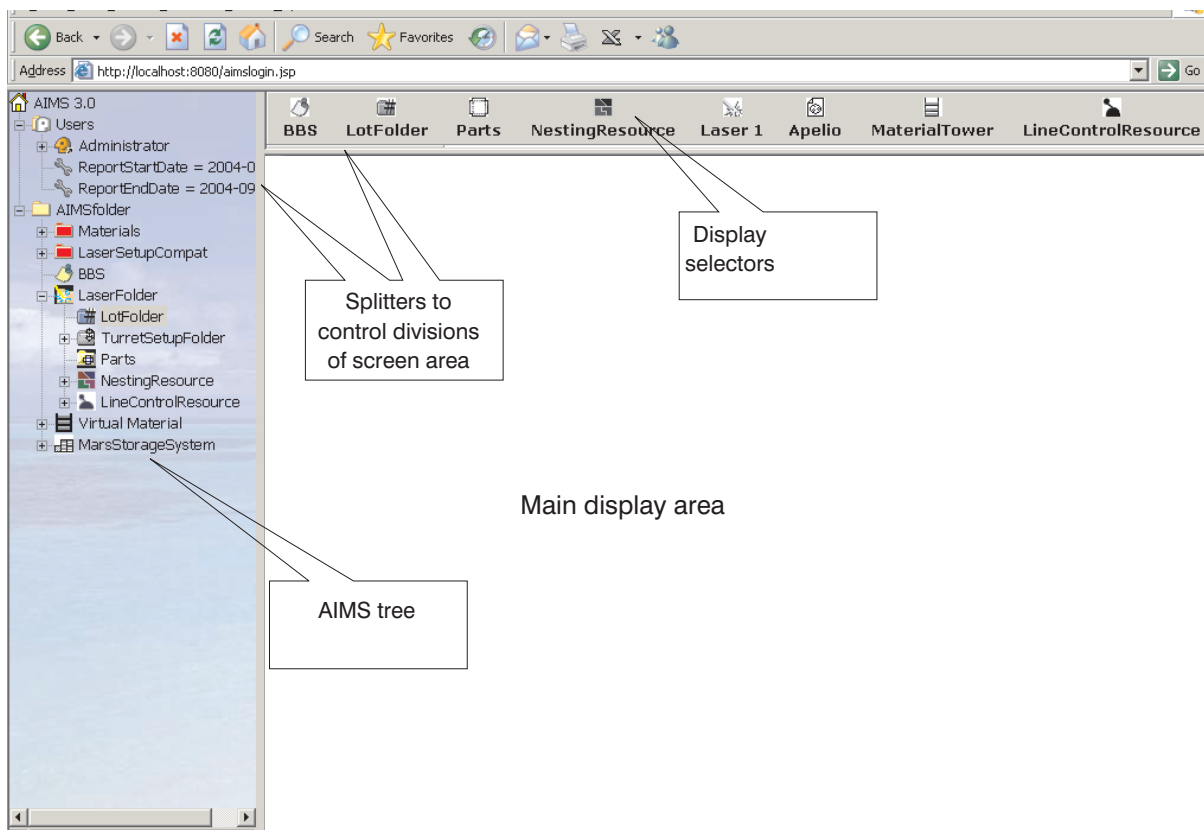 Back
Search
Favorites
Address http://localhost:8080/aimslogin.jsp
Go
AIMS 3.0
Users
Administrator
ReportStartDate = 2004-0
ReportEndDate = 2004-09
AIMSfolder
Materials
LaserSetupCompat
BBS
LaserFolder
LotFolder
TurretSetupFolder
Parts
NestingResource
LineControlResource
Virtual Material
MarsStorageSystem
BBS LotFolder Parts NestingResource Laser 1 Apelio MaterialTower LineControlResource
Display
selectors
Splitters to
control divisions
of screen area
Main display area
AIMS tree